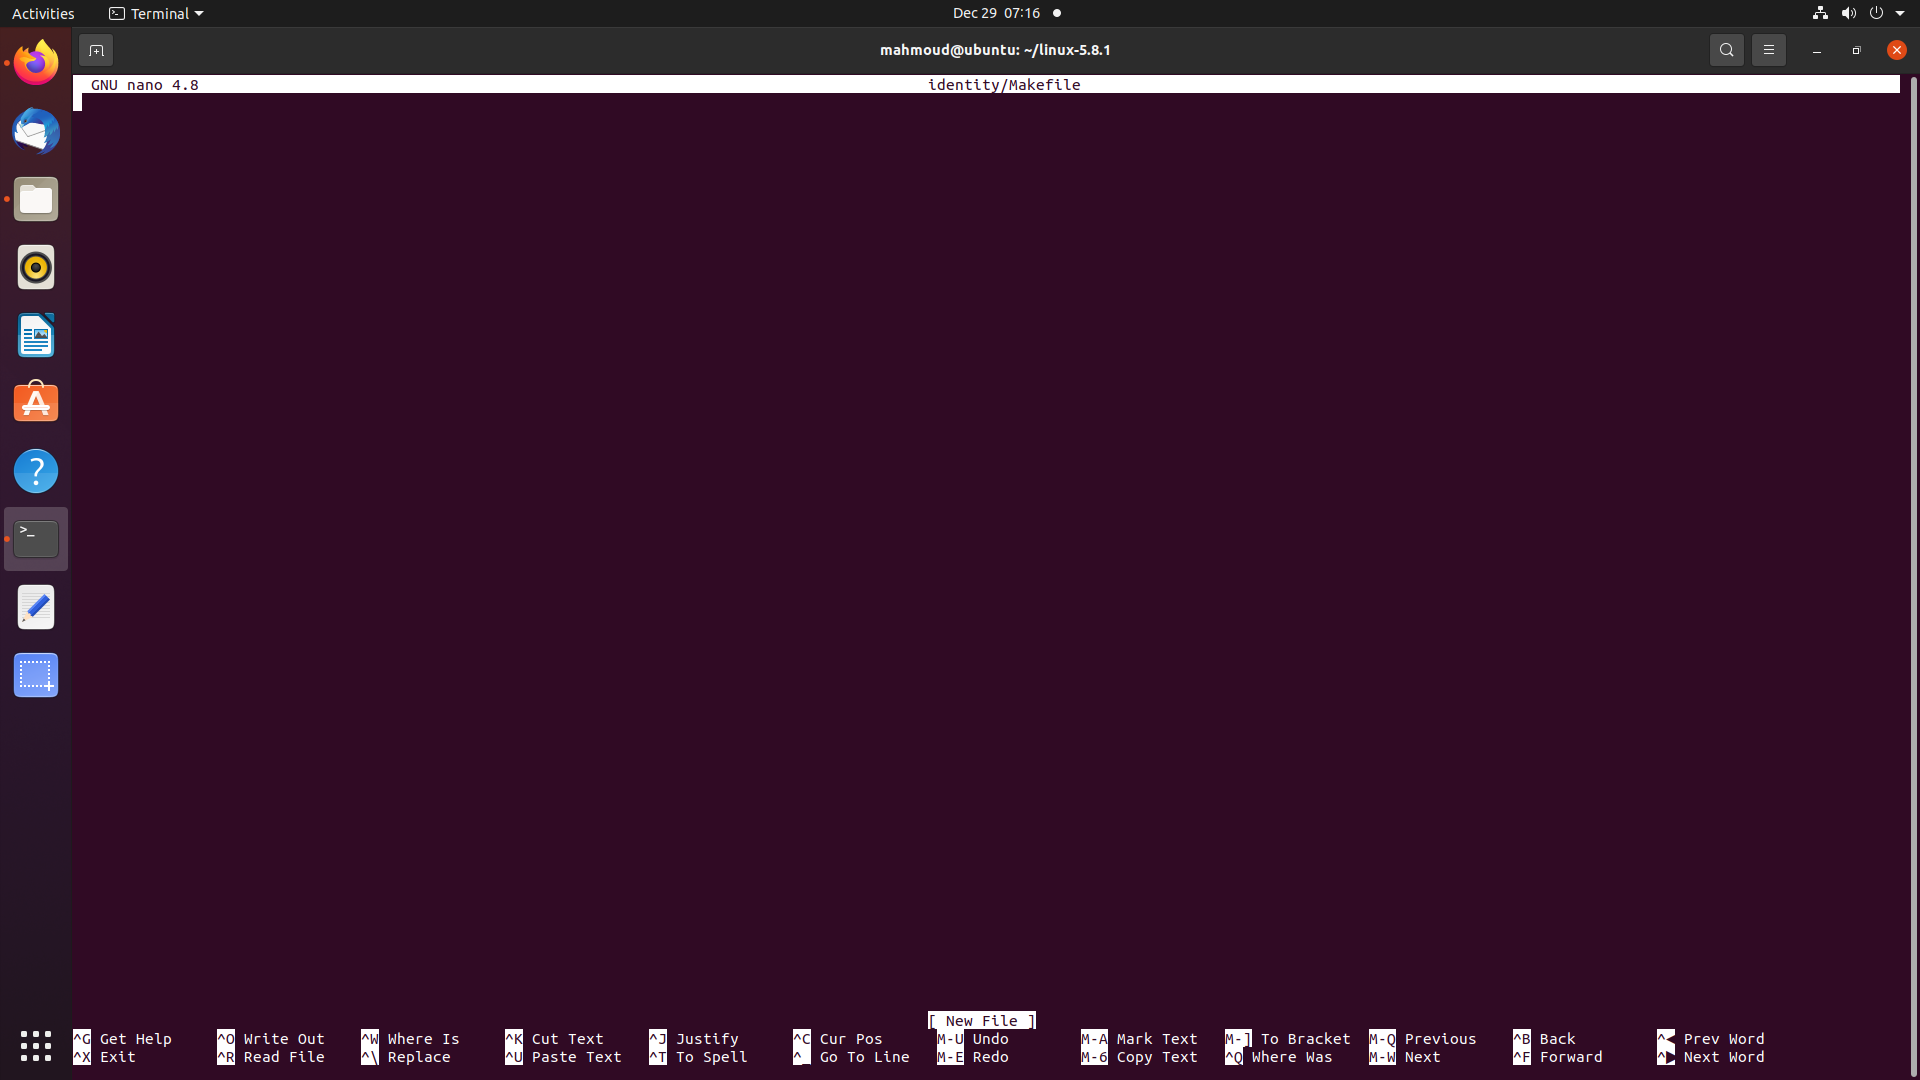 Activities Terminal Dec 29 07:16
mahmoud@ubuntu: ~/linux-5.8.1
GNU nano 4.8 identity/Makefile
[ New File ]
^G Get Help ^O Write Out ^W Where Is ^K Cut Text ^J Justify ^C Cur Pos M-U Undo M-A Mark Text M-] To Bracket M-Q Previous ^B Back ^◀ Prev Word
^X Exit ^R Read File ^\ Replace ^U Paste Text ^T To Spell ^_ Go To Line M-E Redo M-6 Copy Text ^Q Where Was M-W Next ^F Forward ^▶ Next Word